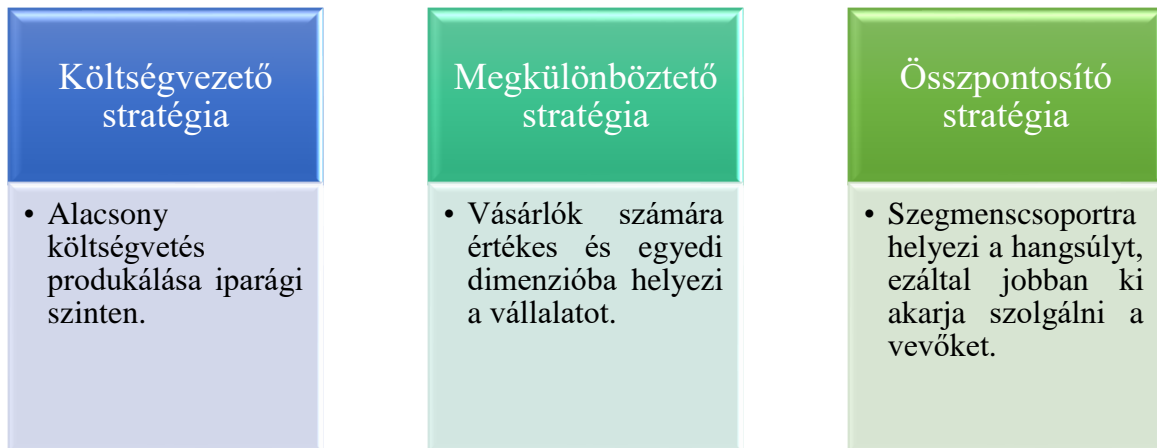 Költségvezető
stratégia
• Alacsony
költségvetés
produkálása iparági
szinten.
Megkülönböztető
stratégia
• Vásárlók számára
értékes és egyedi
dimenzióba helyezi
a vállalatot.
Összpontosító
stratégia
• Szegmenscsoportra
helyezi a hangsúlyt,
ezáltal jobban ki
akarja szolgálni a
vevőket.